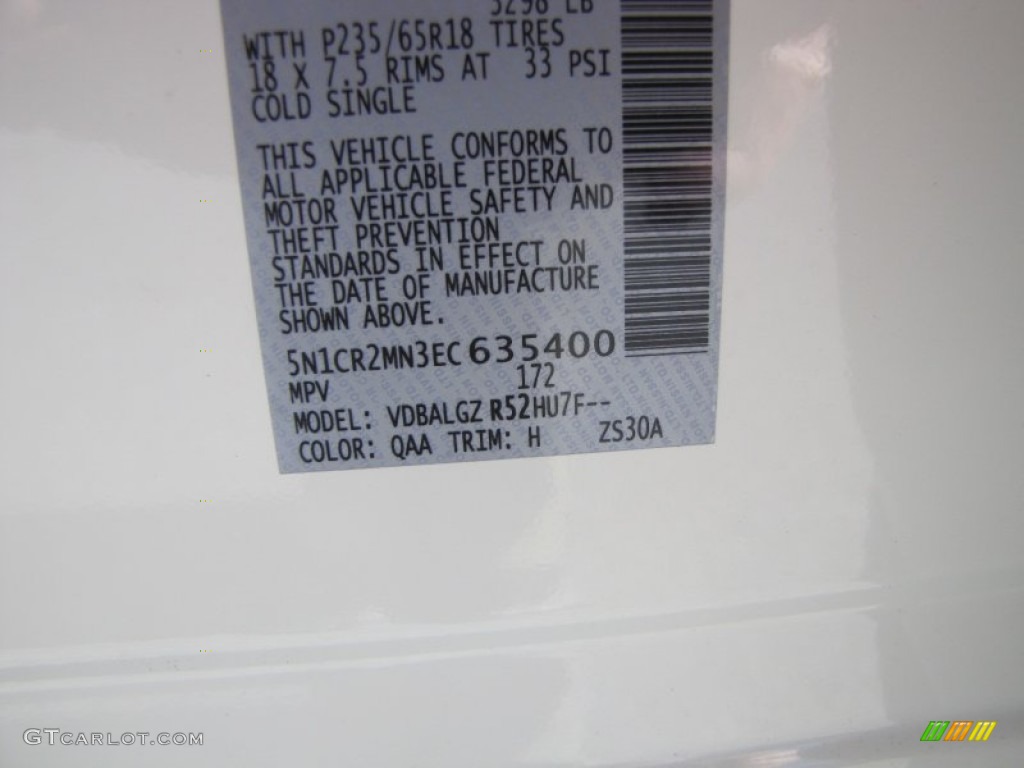 3298 LB
WITH P235/65R18 TIRES
18 X 7.5 RIMS AT 33 PSI
COLD SINGLE
THIS VEHICLE CONFORMS TO
ALL APPLICABLE FEDERAL
MOTOR VEHICLE SAFETY AND
THEFT PREVENTION
STANDARDS IN EFFECT ON
THE DATE OF MANUFACTURE
SHOWN ABOVE.
5N1CR2MN3EC635400
MPV 172
MODEL: VDBALGZ R52HU7F--
COLOR: QAA TRIM: H ZS30A
GTCARLOT.COM